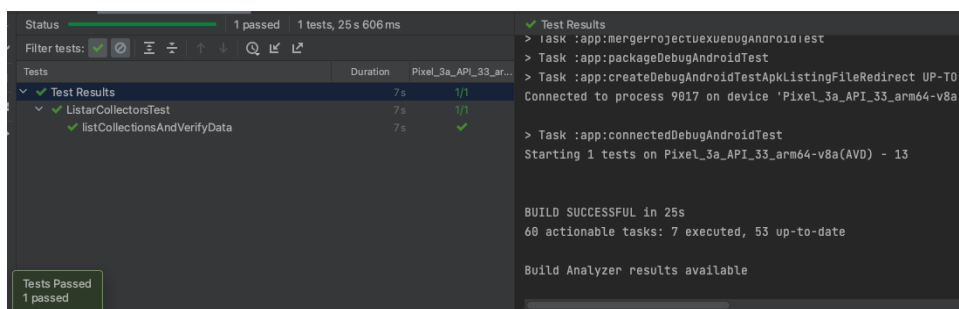 Status 1 passed 1 tests, 25 s 606 ms
Filter tests:
Tests Duration Pixel_3a_API_33_ar...
Test Results 7 s 1/1
ListarCollectorsTest 7 s 1/1
listCollectionsAndVerifyData 7 s
Tests Passed
1 passed
Test Results
> Task :app:mergeProjectDexDebugAndroidTest
> Task :app:packageDebugAndroidTest
> Task :app:createDebugAndroidTestApkListingFileRedirect UP-TO
Connected to process 9017 on device 'Pixel_3a_API_33_arm64-v8a
> Task :app:connectedDebugAndroidTest
Starting 1 tests on Pixel_3a_API_33_arm64-v8a(AVD) - 13
BUILD SUCCESSFUL in 25s
60 actionable tasks: 7 executed, 53 up-to-date
Build Analyzer results available